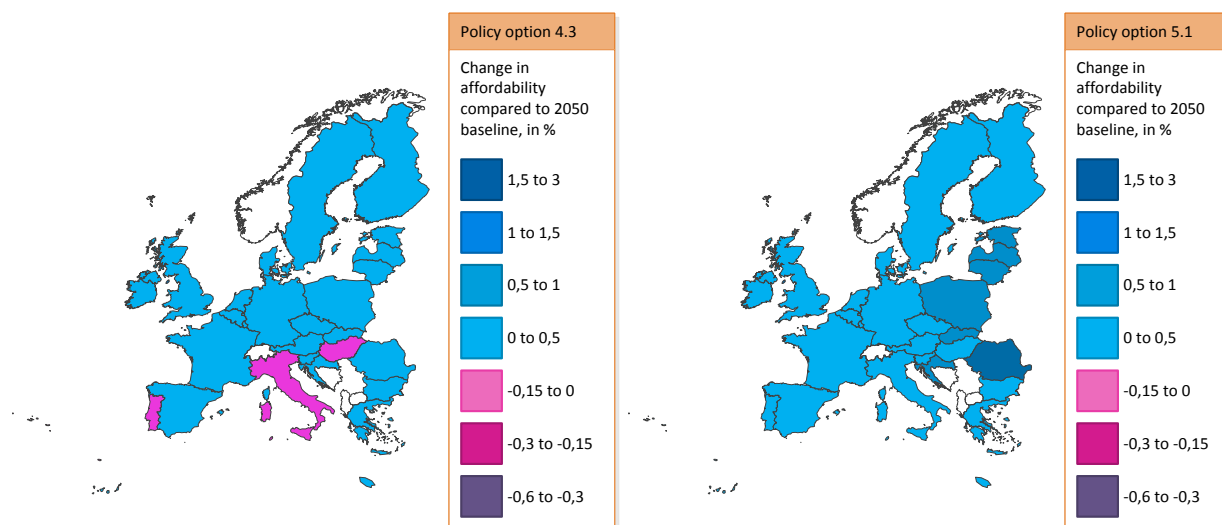 Policy option 4.3
Change in
affordability
compared to 2050
baseline, in %
1,5 to 3
1 to 1,5
0,5 to 1
0 to 0,5
-0,15 to 0
-0,3 to -0,15
-0,6 to -0,3
Policy option 5.1
Change in
affordability
compared to 2050
baseline, in %
1,5 to 3
1 to 1,5
0,5 to 1
0 to 0,5
-0,15 to 0
-0,3 to -0,15
-0,6 to -0,3